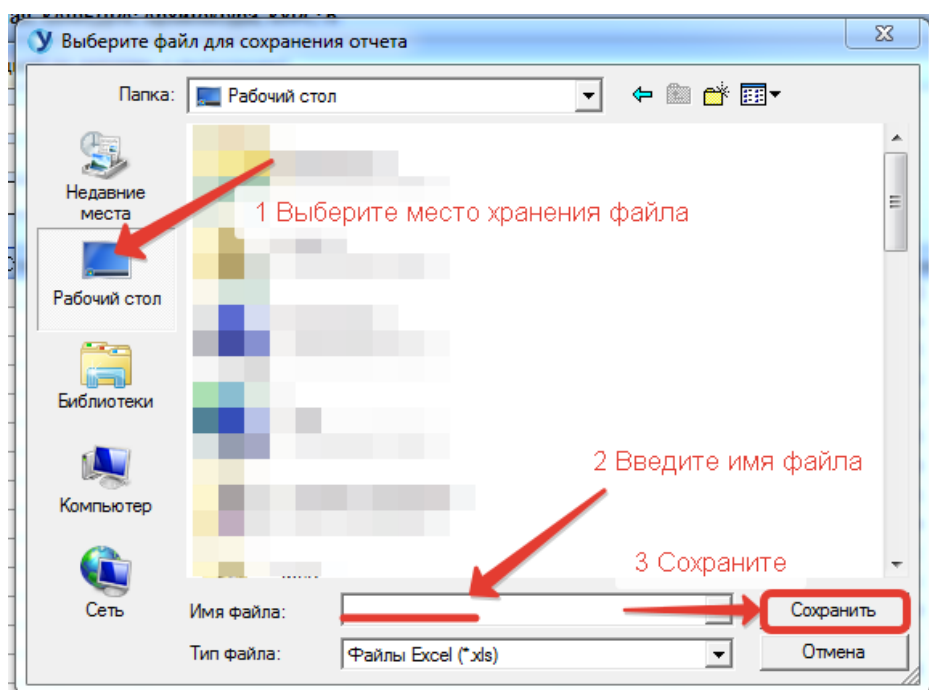 Выберите файл для сохранения отчета
Папка: Рабочий стол
Недавние
места
1 Выберите место хранения файла
Рабочий стол
Библиотеки
2 Введите имя файла
Компьютер
3 Сохраните
Сеть
Имя файла:
Сохранить
Тип файла: Файлы Excel (*.xls)
Отмена